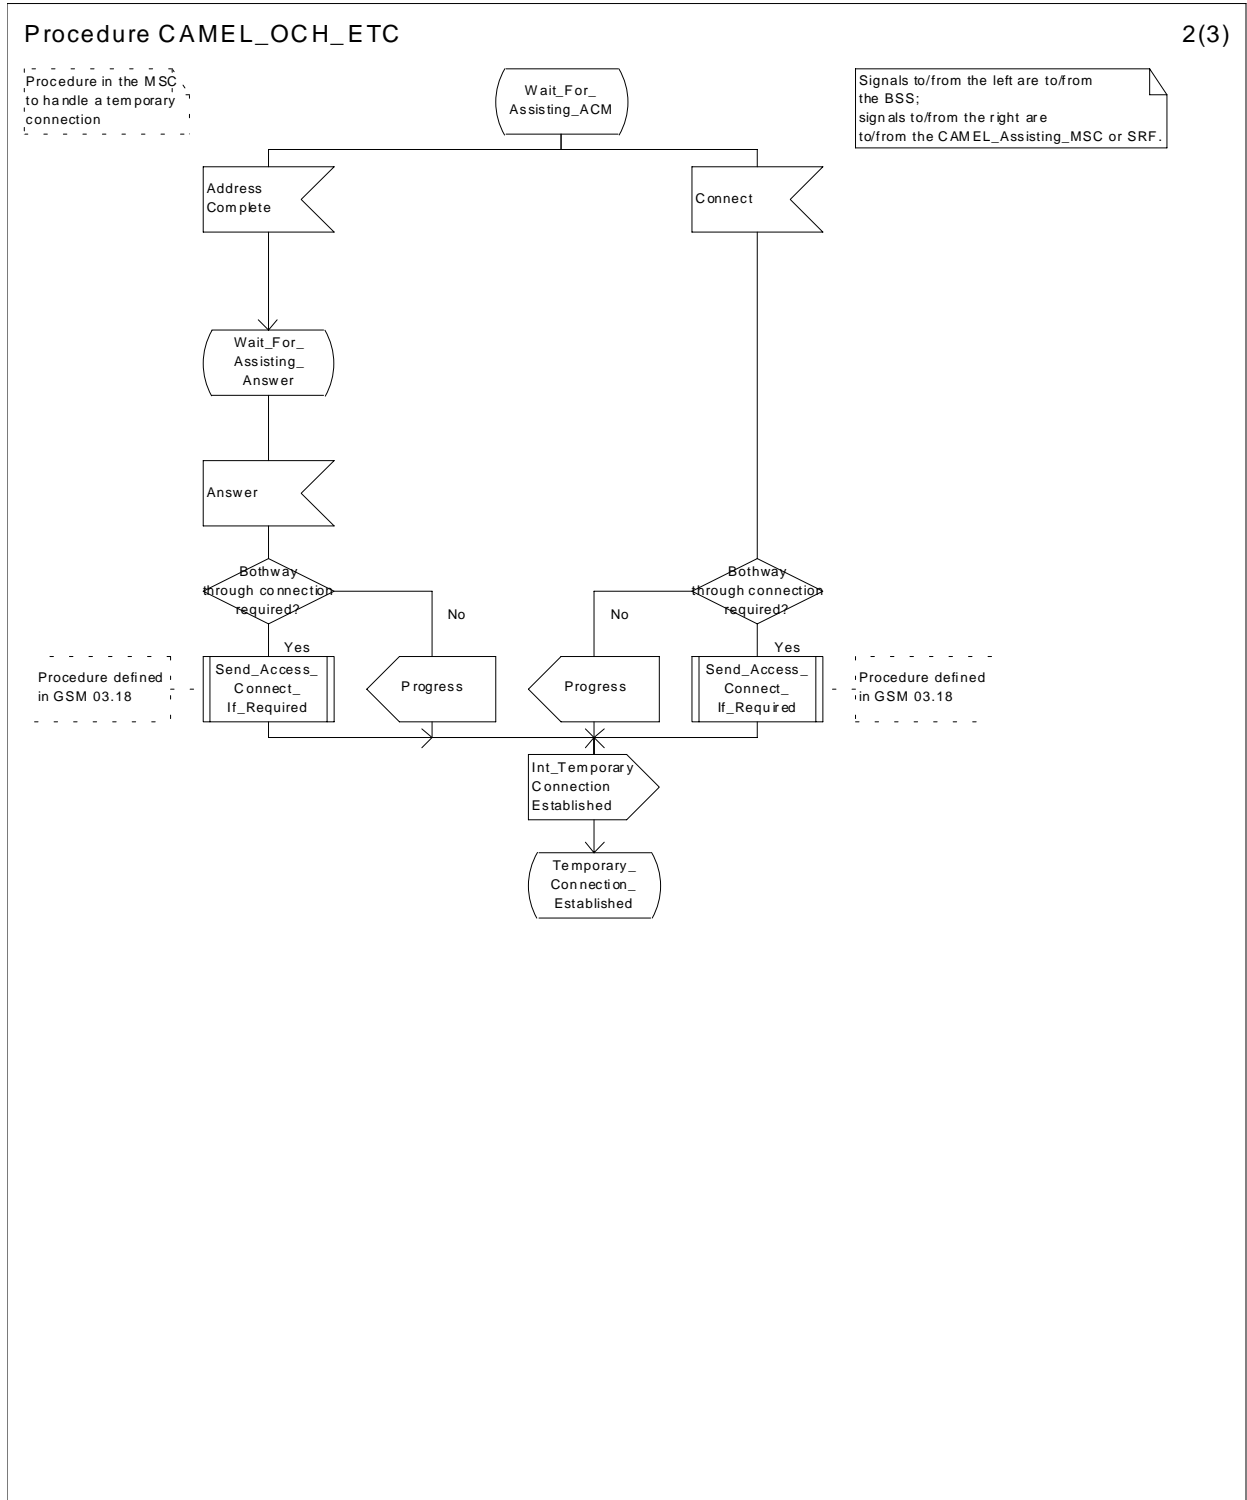 Procedure CAMEL_OCH_ETC
2(3)
Procedure in the MSC
to handle a temporary
connection
Wait_For_
Assisting_ACM
Signals to/from the left are to/from
the BSS;
signals to/from the right are
to/from the CAMEL_Assisting_MSC or SRF.
Address
Complete
Connect
Wait_For_
Assisting_
Answer
Answer
Bothway
through connection
required?
No
Yes
Bothway
through connection
required?
No
Yes
Procedure defined
in GSM 03.18
Send_Access_
Connect_
If_Required
Progress
Progress
Send_Access_
Connect_
If_Required
Procedure defined
in GSM 03.18
Int_Temporary
Connection
Established
Temporary_
Connection_
Established